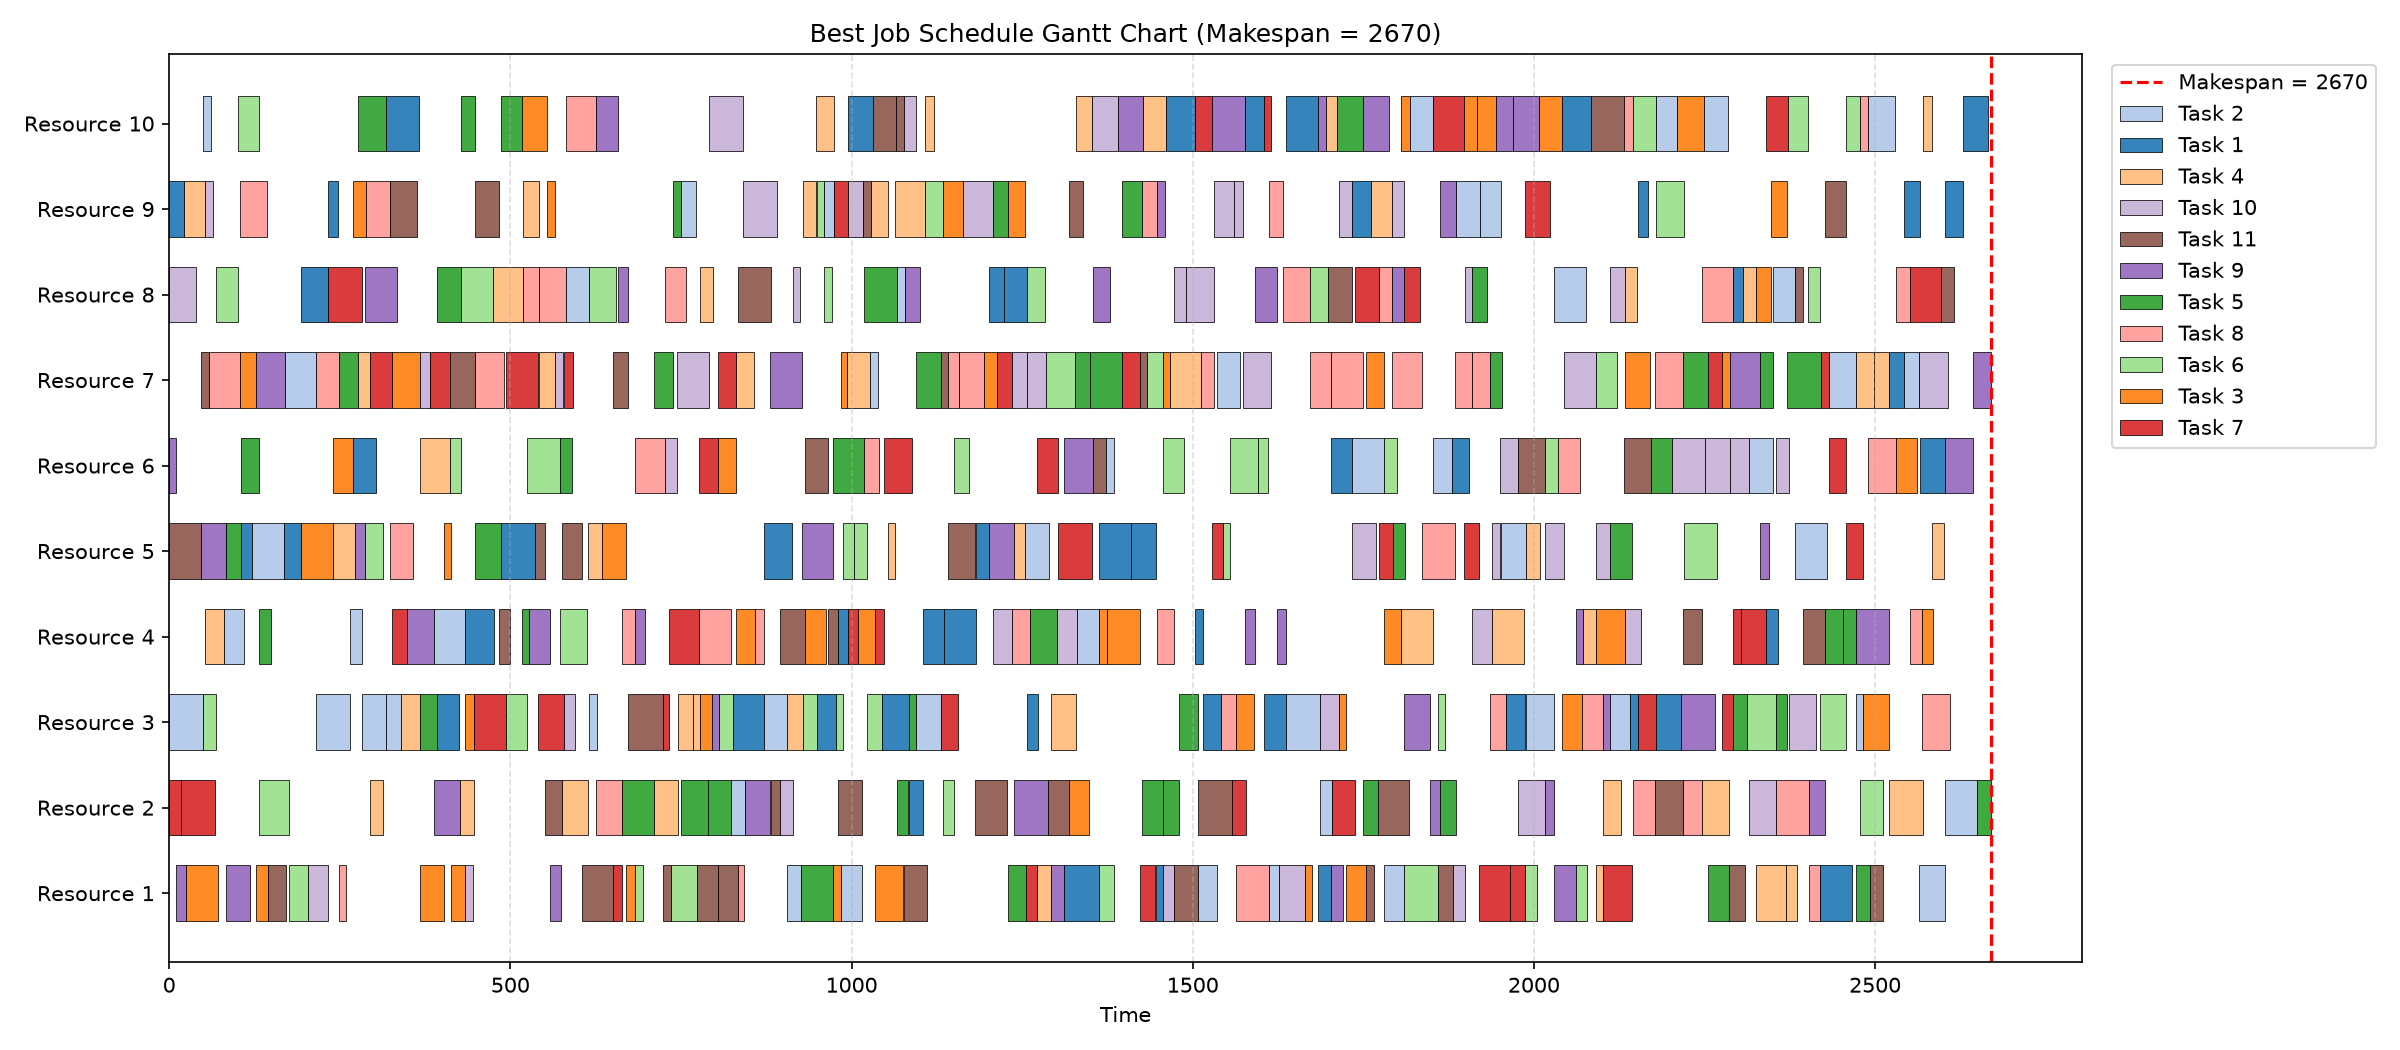 Best Job Schedule Gantt Chart (Makespan = 2670)
Resource 10
Resource 9
Resource 8
Resource 7
Resource 6
Resource 5
Resource 4
Resource 3
Resource 2
Resource 1
0
500
1000
1500
2000
2500
Time
Makespan = 2670
Task 2
Task 1
Task 4
Task 10
Task 11
Task 9
Task 5
Task 8
Task 6
Task 3
Task 7